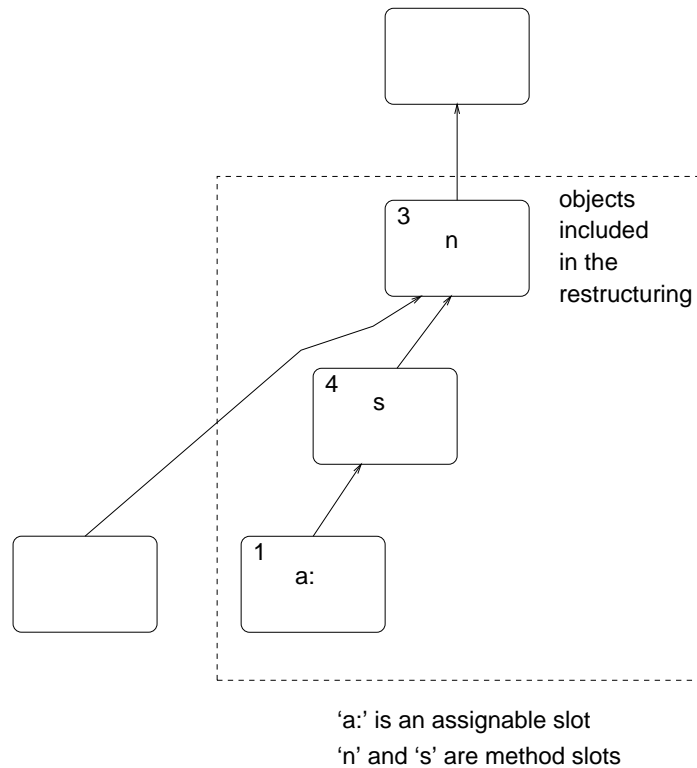 3
n
objects
included
in the
restructuring
4
s
1
a:
‘a:’ is an assignable slot
‘n’ and ‘s’ are method slots